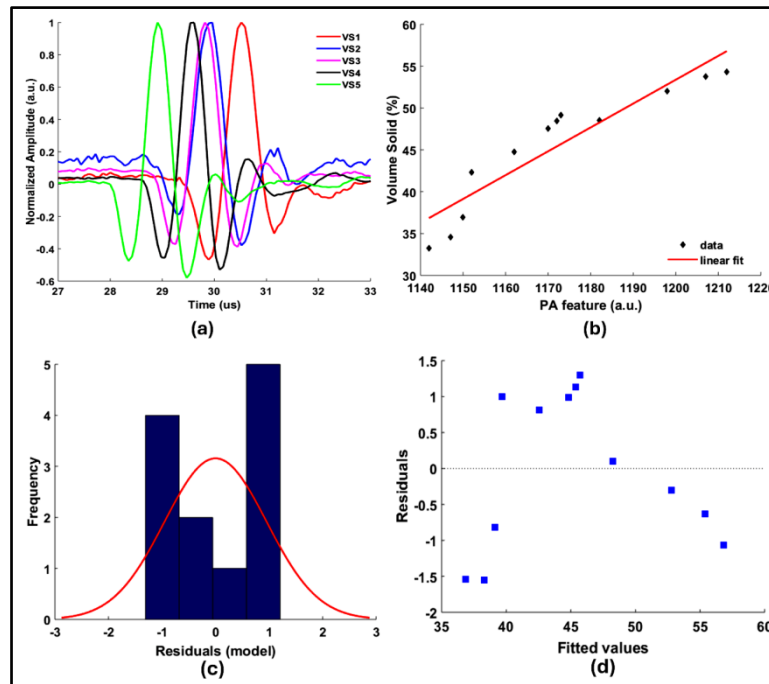 Normalized Amplitude (a.u.)
1
0.8
0.6
0.4
0.2
0
-0.2
-0.4
-0.6
27 28 29 30 31 32 33
Time (us)
VS1
VS2
VS3
VS4
VS5
(a)
Volume Solid (%)
60
55
50
45
40
35
30
1140 1150 1160 1170 1180 1190 1200 1210 1220
PA feature (a.u.)
data
linear fit
(b)
Frequency
5
4
3
2
1
0
-3 -2 -1 0 1 2 3
Residuals (model)
(c)
Residuals
1.5
1
0.5
0
-0.5
-1
-1.5
-2
35 40 45 50 55 60
Fitted values
(d)